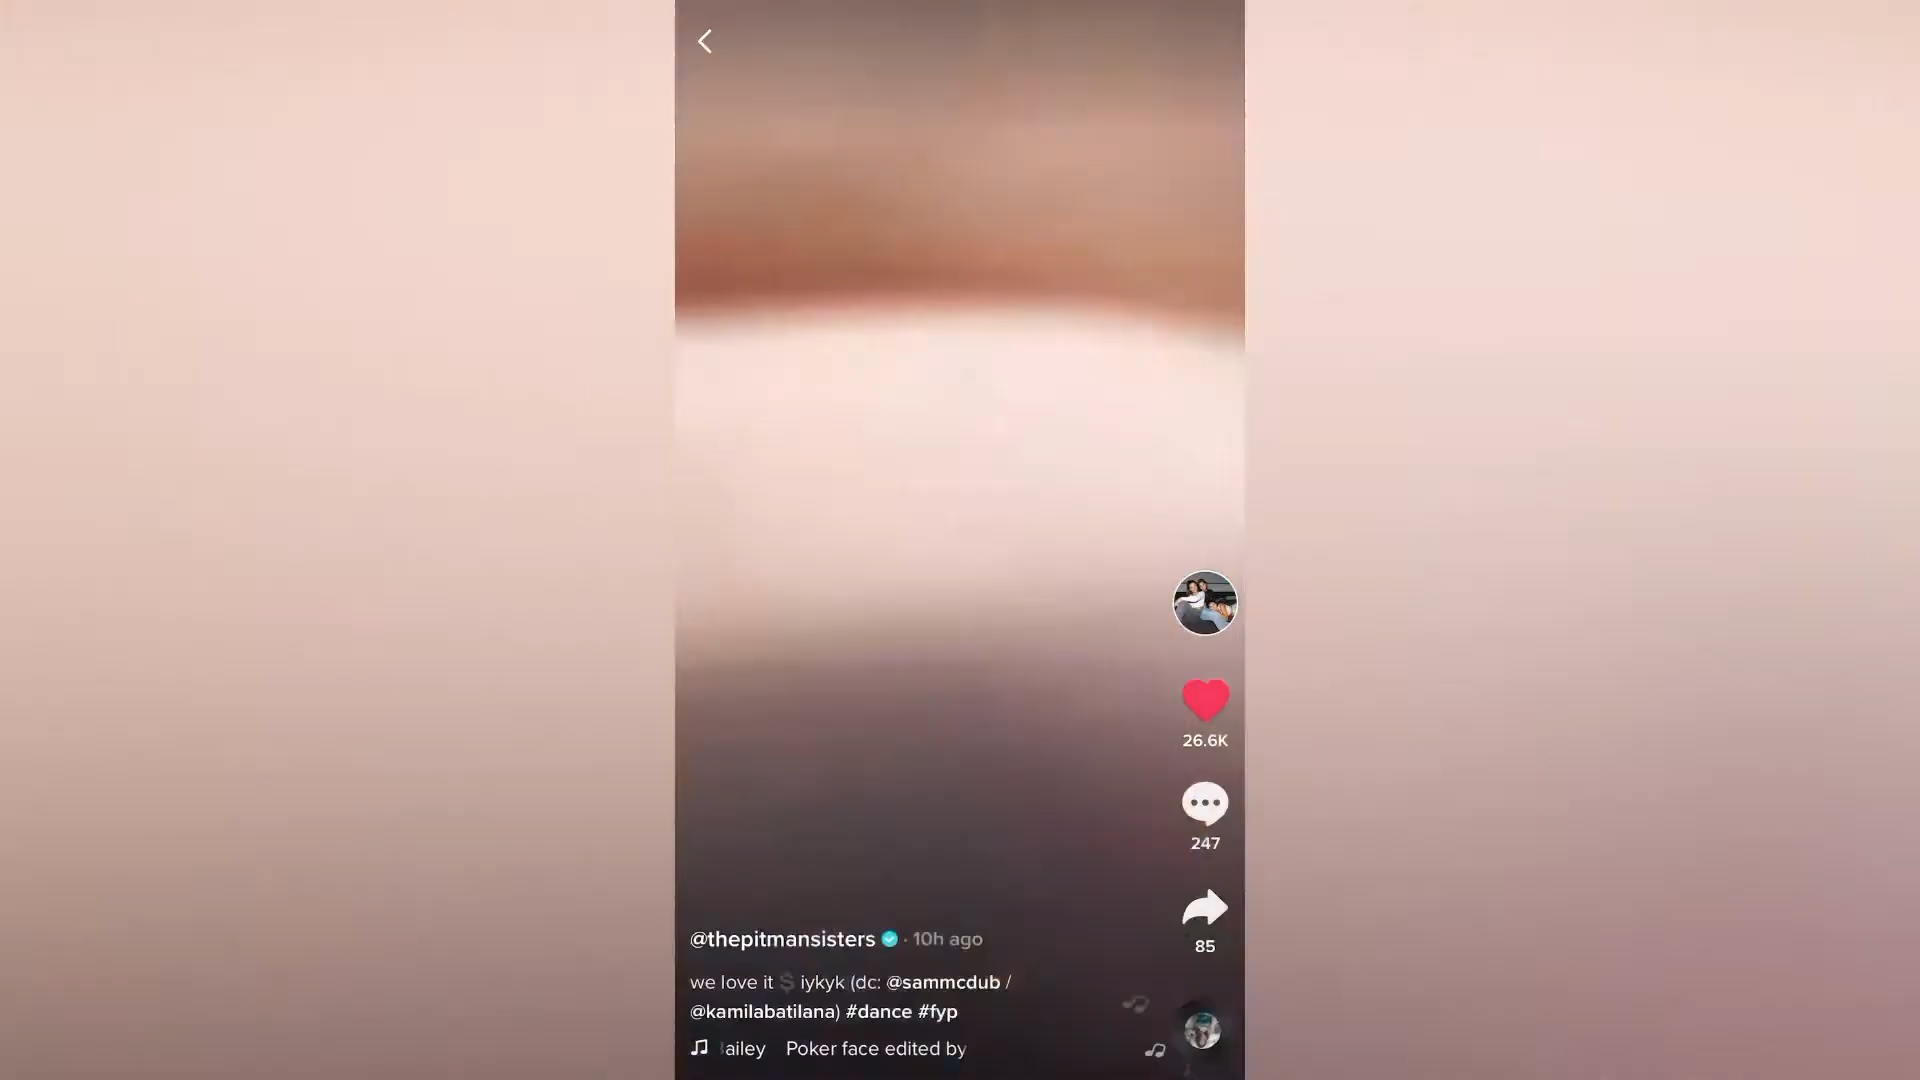 26.6K
247
85
@thepitmansisters · 10h ago
we love it $ iykyk (dc: @sammcdub /
@kamilabatilana) #dance #fyp
ailey Poker face edited by